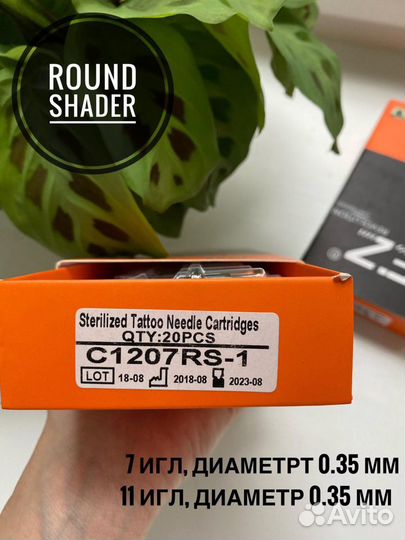 ROUND
SHADER
Sterilized Tattoo Needle Cartridges
QTY:20PCS
C1207RS-1
LOT 18-08 2018-08 2023-08
7 ИГЛ, ДИАМЕТРТ 0.35 ММ
11 ИГЛ, ДИАМЕТР 0.35 ММ
Avito